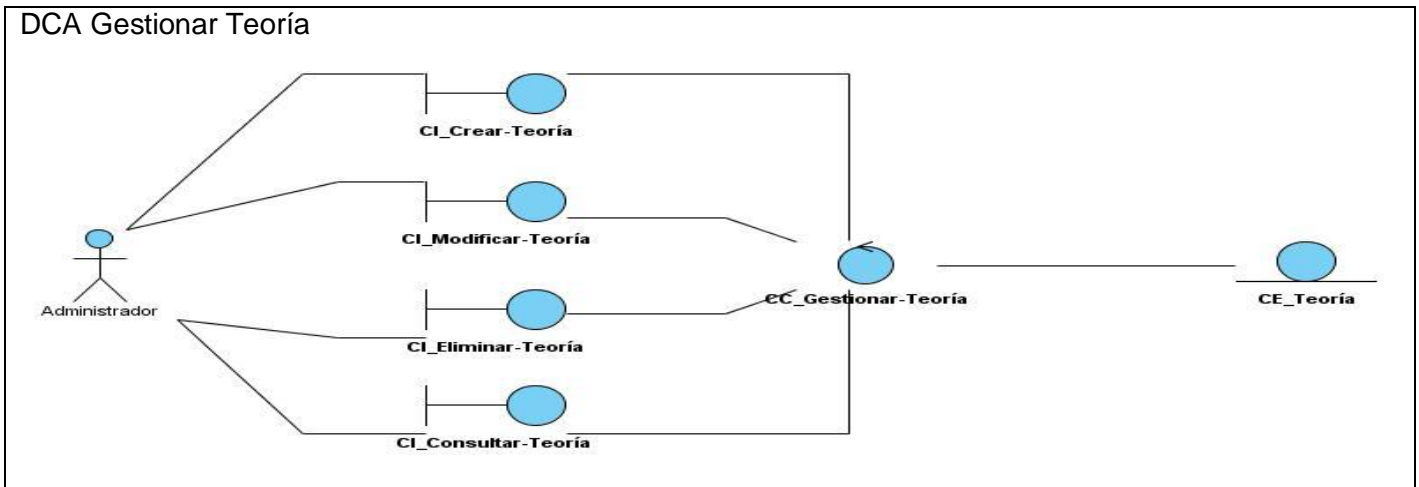 DCA Gestionar Teoría
CI_Crear-Teoría
CI_Modificar-Teoría
Administrador
CC_Gestionar-Teoría
CE_Teoría
CI_Eliminar-Teoría
CI_Consultar-Teoría